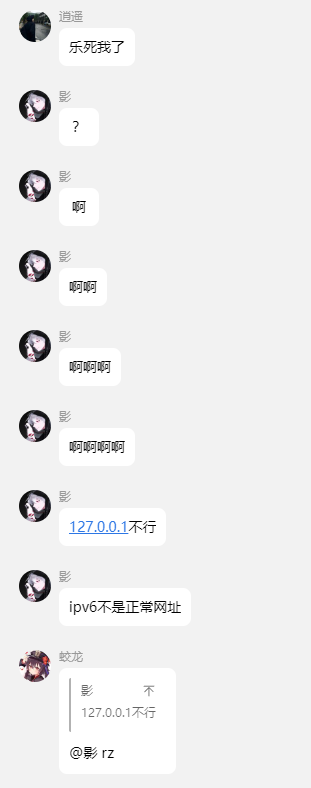 逍遥
乐死我了
影
？
影
啊
影
啊啊
影
啊啊啊
影
啊啊啊啊
影
127.0.0.1不行
影
ipv6不是正常网址
蛟龙
影 不
127.0.0.1不行
@影 rz